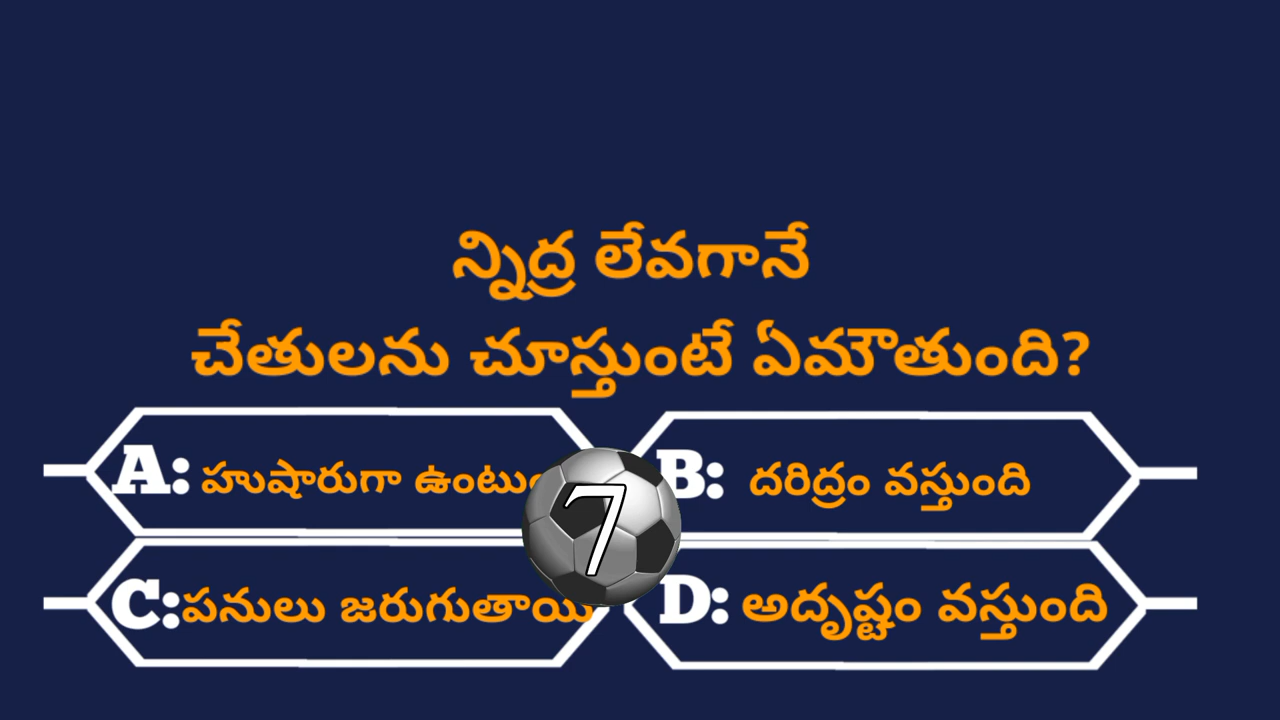 న్నిద్ర లేవగానే
చేతులను చూస్తుంటే ఏమౌతుంది?
A: హుషారుగా
B: దరిద్రం వస్తుంది
7
C:పనులు జరుగుతాయి
D: అదృష్టం వస్తుంది